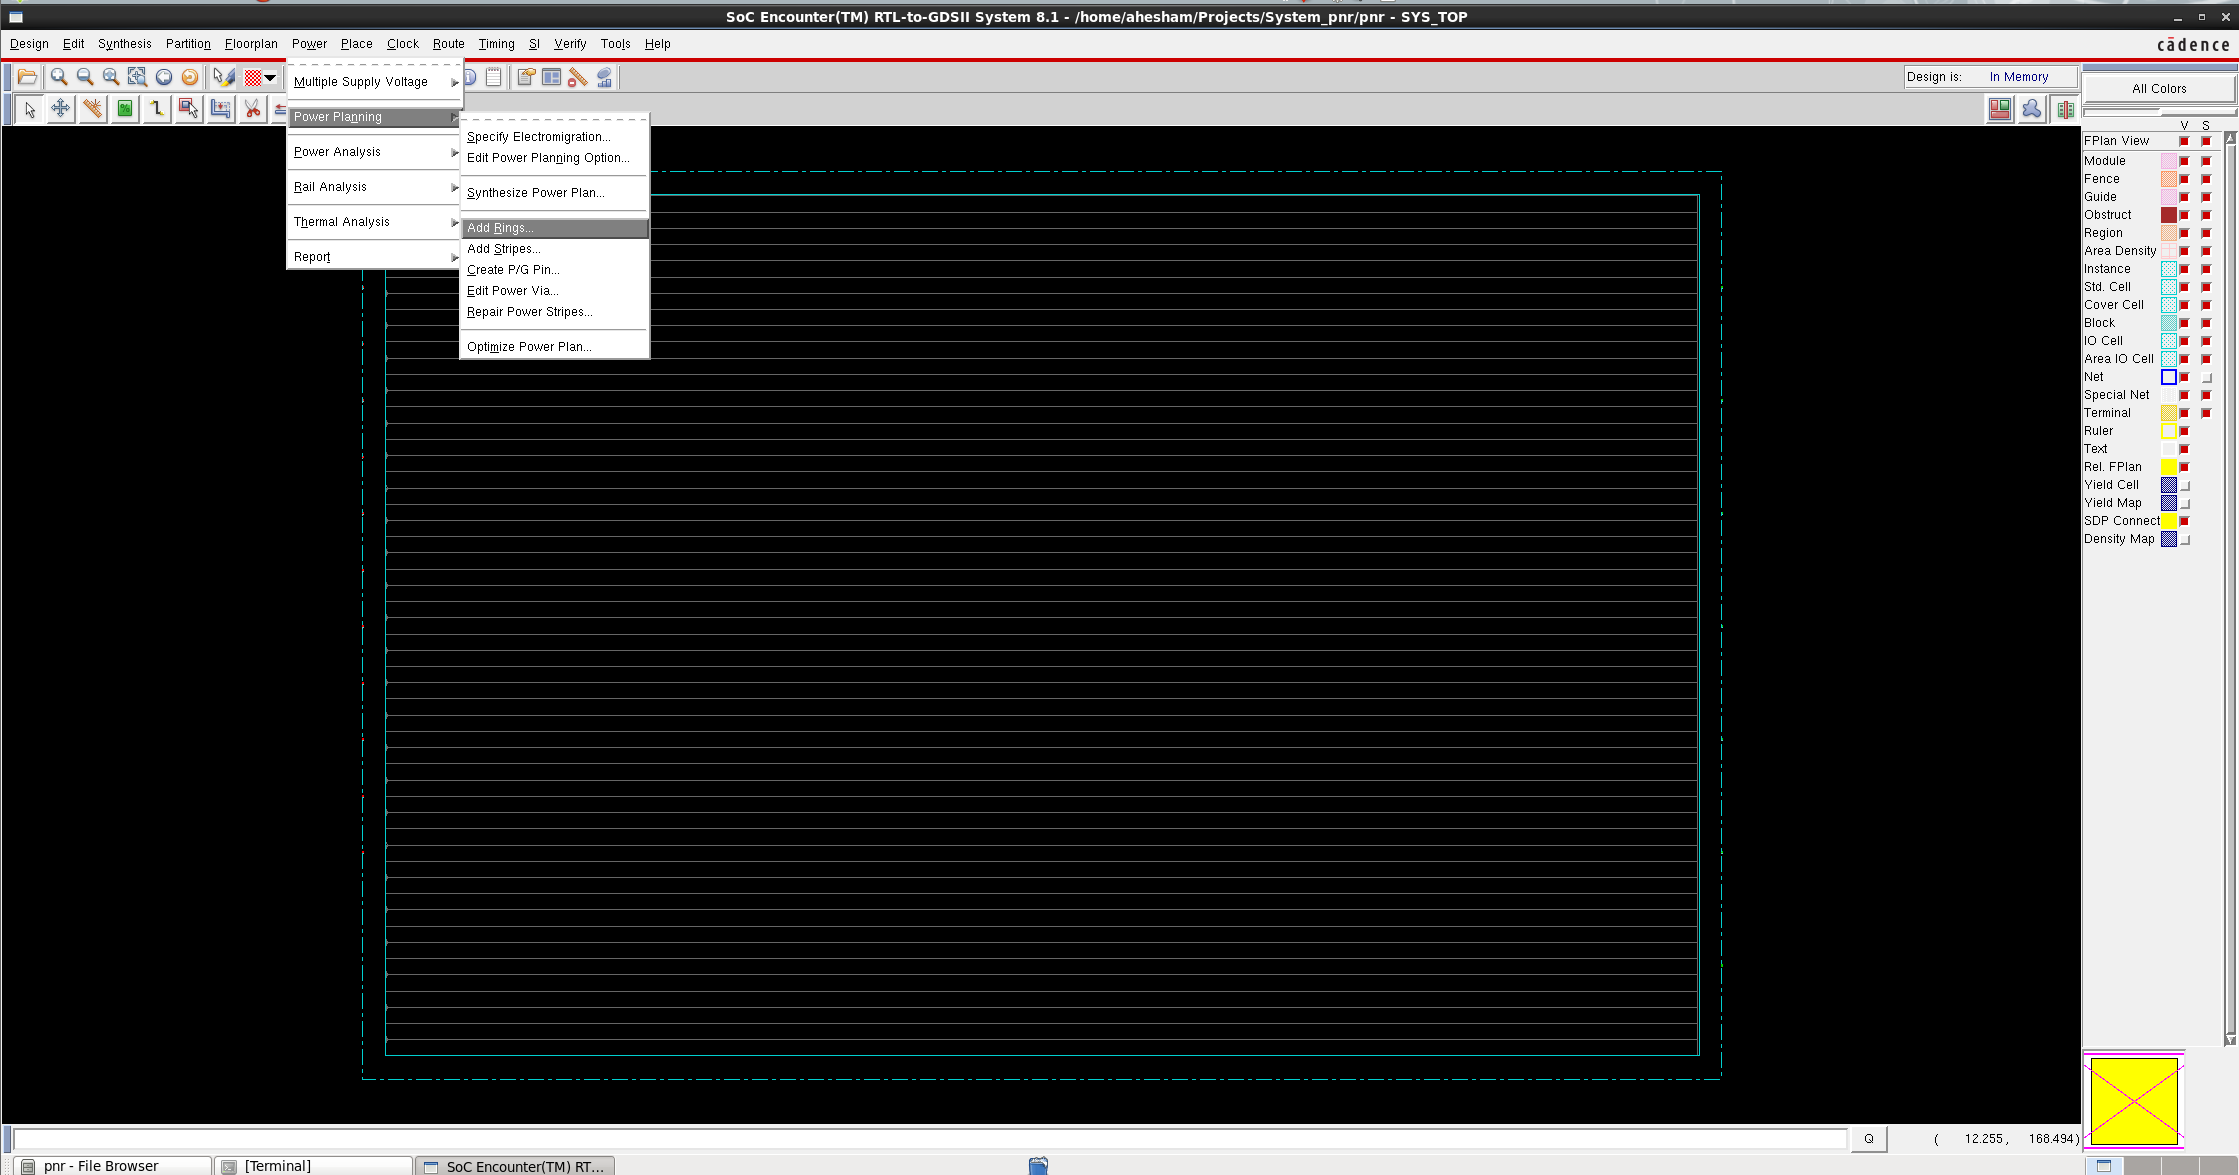 SoC Encounter(TM) RTL-to-GDSII System 8.1 - /home/ahesham/Projects/System_pnr/pnr - SYS_TOP
Design Edit Synthesis Partition Floorplan Power Place Clock Route Timing SI Verify Tools Help
cādence
Design is: In Memory
All Colors
Multiple Supply Voltage
Power Planning
Power Analysis
Rail Analysis
Thermal Analysis
Report
Specify Electromigration...
Edit Power Planning Option...
Synthesize Power Plan...
Add Rings...
Add Stripes...
Create P/G Pin...
Edit Power Via...
Repair Power Stripes...
Optimize Power Plan...
V S
FPlan View
Module
Fence
Guide
Obstruct
Region
Area Density
Instance
Std. Cell
Cover Cell
Block
IO Cell
Area IO Cell
Net
Special Net
Terminal
Ruler
Text
Rel. FPlan
Yield Cell
Yield Map
SDP Connect
Density Map
Q
( 12.255, 168.494)
pnr - File Browser
[Terminal]
SoC Encounter(TM) RT...